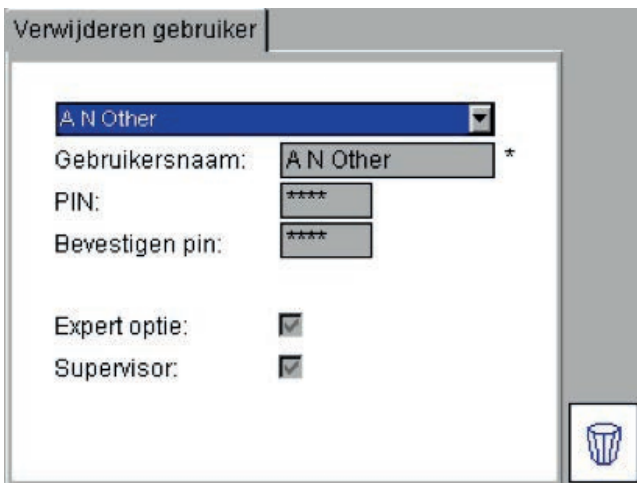 Verwijderen gebruiker
A N Other
Gebruikersnaam: A N Other *
PIN: ****
Bevestigen pin: ****
Expert optie:
Supervisor: